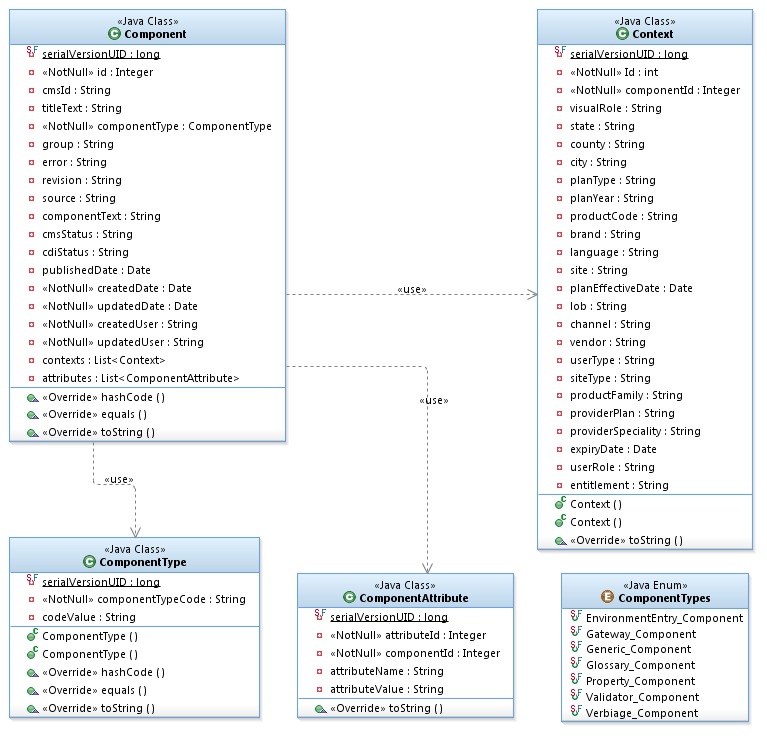 «Java Class»
Component
serialVersionUID : long
«NotNull» id : Integer
cmsId : String
titleText : String
«NotNull» componentType : ComponentType
group : String
error : String
revision : String
source : String
componentText : String
cmsStatus : String
cdiStatus : String
publishedDate : Date
«NotNull» createdDate : Date
«NotNull» updatedDate : Date
«NotNull» createdUser : String
«NotNull» updatedUser : String
contexts : List<Context>
attributes : List<ComponentAttribute>
«Override» hashCode ( )
«Override» equals ( )
«Override» toString ( )
«use»
«use»
«use»
«Java Class»
Context
serialVersionUID : long
«NotNull» Id : int
«NotNull» componentId : Integer
visualRole : String
state : String
county : String
city : String
planType : String
planYear : String
productCode : String
brand : String
language : String
site : String
planEffectiveDate : Date
lob : String
channel : String
vendor : String
userType : String
siteType : String
productFamily : String
providerPlan : String
providerSpeciality : String
expiryDate : Date
userRole : String
entitlement : String
Context ( )
Context ( )
«Override» toString ( )
«Java Class»
ComponentType
serialVersionUID : long
«NotNull» componentTypeCode : String
codeValue : String
ComponentType ( )
ComponentType ( )
«Override» hashCode ( )
«Override» equals ( )
«Override» toString ( )
«Java Class»
ComponentAttribute
serialVersionUID : long
«NotNull» attributeId : Integer
«NotNull» componentId : Integer
attributeName : String
attributeValue : String
«Override» toString ( )
«Java Enum»
ComponentTypes
EnvironmentEntry_Component
Gateway_Component
Generic_Component
Glossary_Component
Property_Component
Validator_Component
Verbiage_Component